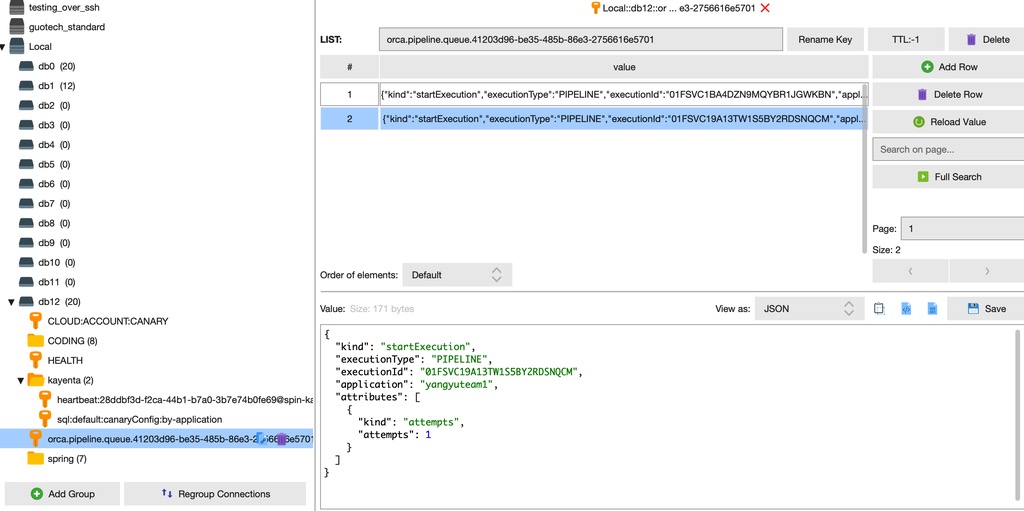 testing_over_ssh
guotech_standard
Local
db0 (20)
db1 (12)
db2 (0)
db3 (0)
db4 (0)
db5 (0)
db6 (0)
db7 (0)
db8 (0)
db9 (0)
db10 (0)
db11 (0)
db12 (20)
CLOUD:ACCOUNT:CANARY
CODING (8)
HEALTH
kayenta (2)
heartbeat:28ddbf3d-f2ca-44b1-b7a0-3b7e74b0fe69@spin-ka
sql:default:canaryConfig:by-application
orca.pipeline.queue.41203d96-be35-485b-86e3-2756616e5701
spring (7)
Add Group
Regroup Connections
Local::db12::or ... e3-2756616e5701
LIST:
orca.pipeline.queue.41203d96-be35-485b-86e3-2756616e5701
Rename Key
TTL:-1
Delete
# value
1 {"kind":"startExecution","executionType":"PIPELINE","executionId":"01FSVC1BA4DZN9MQYBR1JGWKBN","appl...
2 {"kind":"startExecution","executionType":"PIPELINE","executionId":"01FSVC19A13TW1S5BY2RDSNQCM","appl...
Add Row
Delete Row
Reload Value
Search on page...
Full Search
Page: 1
Size: 2
Order of elements: Default
Value: Size: 171 bytes
View as: JSON
Save
{
"kind": "startExecution",
"executionType": "PIPELINE",
"executionId": "01FSVC19A13TW1S5BY2RDSNQCM",
"application": "yangyuteam1",
"attributes": [
{
"kind": "attempts",
"attempts": 1
}
]
}